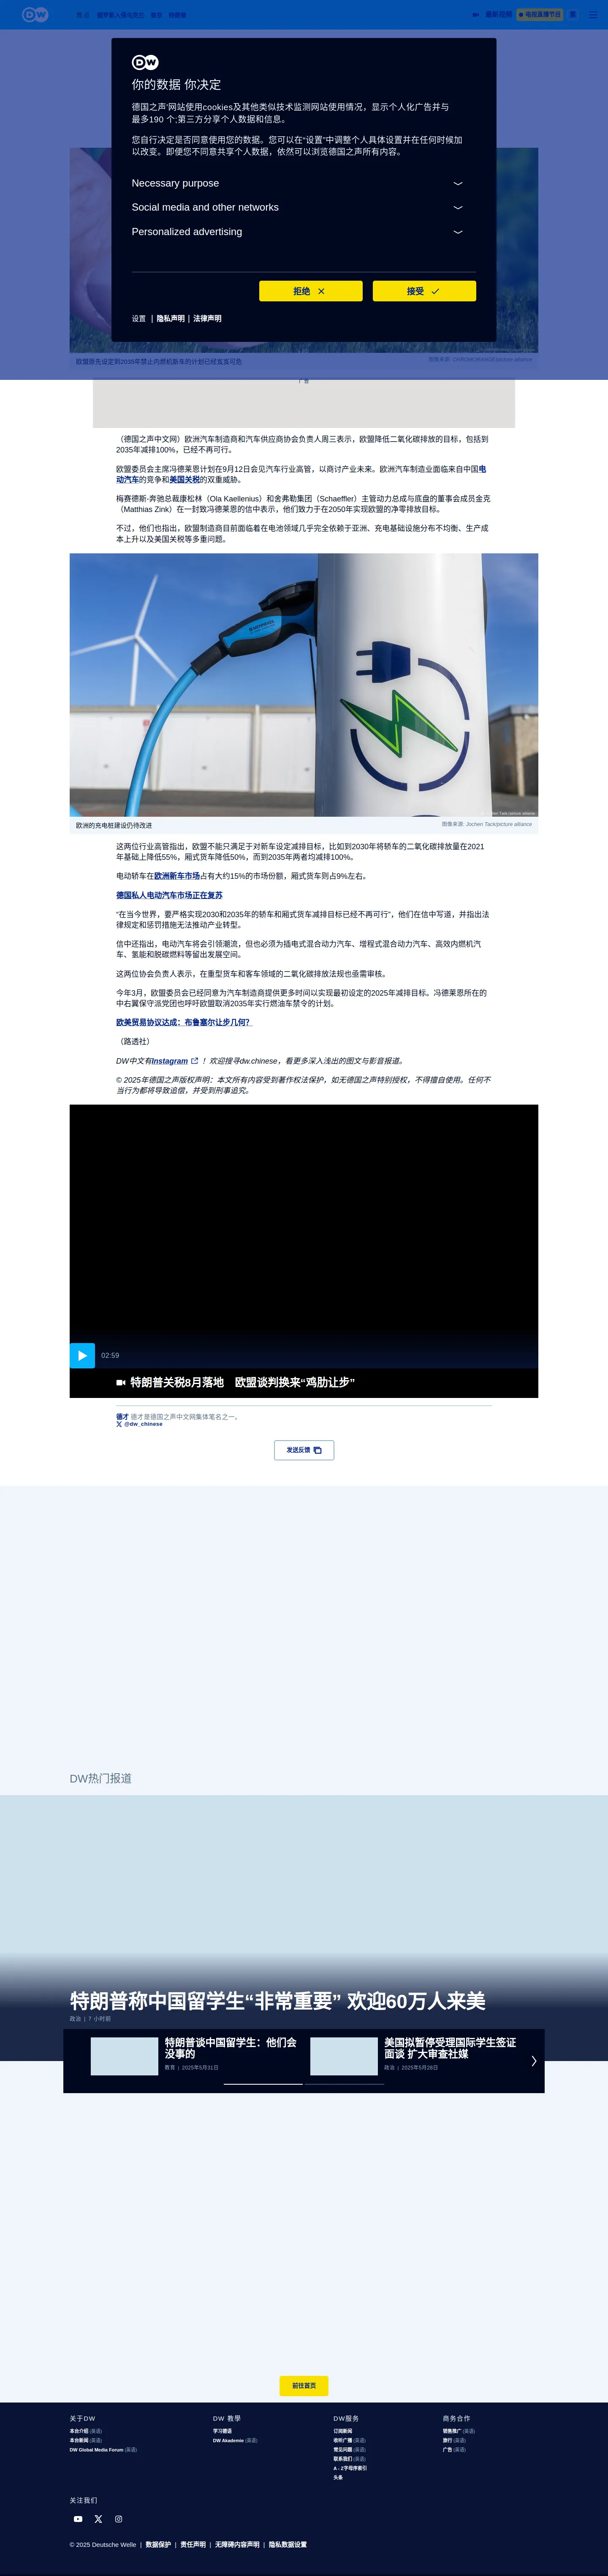 DW
最新视频
电视直播节目
你的数据 你决定
德国之声˙网站使用cookies及其他类似技术监测网站使用情况，显示个人化广告并与
最多190 个;第三方分享个人数据和信息。
您可自行决定是否同意使用您的数据。您可以在"设置"中调整个人具体设置并在任何时候加
以改变。即便您不同意共享个人数据，依然可以浏览德国之声所有内容。
Necessary purpose
Social media and other networks
Personalized advertising
拒绝
接受
设置 | 隐私声明 | 法律声明
欧盟原先设定到2035年禁止内燃机新车的计划已经岌岌可危
广告
（德国之声中文网）欧洲汽车制造商和汽车供应商协会负责人周三表示，欧盟降低二氧化碳排放的目标，包括到
2035年减排100%，已经不再可行。
欧盟委员会主席冯德莱恩计划在9月12日会见汽车行业高管，以商讨产业未来。欧洲汽车制造业面临来自中国电
动汽车的竞争和美国关税的双重威胁。
梅赛德斯-奔驰总裁康松林（Ola Kaellenius）和舍弗勒集团（Schaeffler）主管动力总成与底盘的董事会成员金克
（Matthias Zink）在一封致冯德莱恩的信中表示，他们致力于在2050年实现欧盟的净零排放目标。
不过，他们也指出，欧盟制造商目前面临着在电池领域几乎完全依赖于亚洲、充电基础设施分布不均衡、生产成
本上升以及美国关税等多重问题。
欧洲的充电桩建设仍待改进
图像来源: Jochen Tack/picture alliance
这两位行业高管指出，欧盟不能只满足于对新车设定减排目标，比如到2030年将轿车的二氧化碳排放量在2021
年基础上降低55%，厢式货车降低50%，而到2035年两者均减排100%。
电动轿车在欧洲新车市场占有大约15%的市场份额，厢式货车则占9%左右。
德国私人电动汽车市场正在复苏
“在当今世界，要严格实现2030和2035年的轿车和厢式货车减排目标已经不再可行”，他们在信中写道，并指出法
律规定和惩罚措施无法推动产业转型。
信中还指出，电动汽车将会引领潮流，但也必须为插电式混合动力汽车、增程式混合动力汽车、高效内燃机汽
车、氢能和脱碳燃料等留出发展空间。
这两位协会负责人表示，在重型货车和客车领域的二氧化碳排放法规也亟需审核。
今年3月，欧盟委员会已经同意为汽车制造商提供更多时间以实现最初设定的2025年减排目标。冯德莱恩所在的
中右翼保守派党团也呼吁欧盟取消2035年实行燃油车禁令的计划。
欧美贸易协议达成：布鲁塞尔让步几何？
（路透社）
DW中文有Instagram ！欢迎搜寻dw.chinese，看更多深入浅出的图文与影音报道。
© 2025年德国之声版权声明：本文所有内容受到著作权法保护，如无德国之声特别授权，不得擅自使用。任何不
当行为都将导致追偿，并受到刑事追究。
02:59
特朗普关税8月落地 欧盟谈判换来“鸡肋让步”
德才 德才是德国之声中文网集体笔名之一。
@dw_chinese
发送反馈
DW热门报道
特朗普称中国留学生“非常重要” 欢迎60万人来美
政治 | 7 小时前
特朗普谈中国留学生：他们会
没事的
教育 | 2025年5月31日
美国拟暂停受理国际学生签证
面谈 扩大审查社媒
政治 | 2025年5月28日
前往首页
关于DW
本台介绍 (英语)
本台新闻 (英语)
DW Global Media Forum (英语)
DW 教學
学习德语
DW Akademie (英语)
DW服务
订阅新闻
收听广播 (英语)
常见问题 (英语)
联系我们 (英语)
A - Z字母序索引
头条
商务合作
销售推广 (英语)
旅行 (英语)
广告 (英语)
关注我们
© 2025 Deutsche Welle | 数据保护 | 责任声明 | 无障碍内容声明 | 隐私数据设置